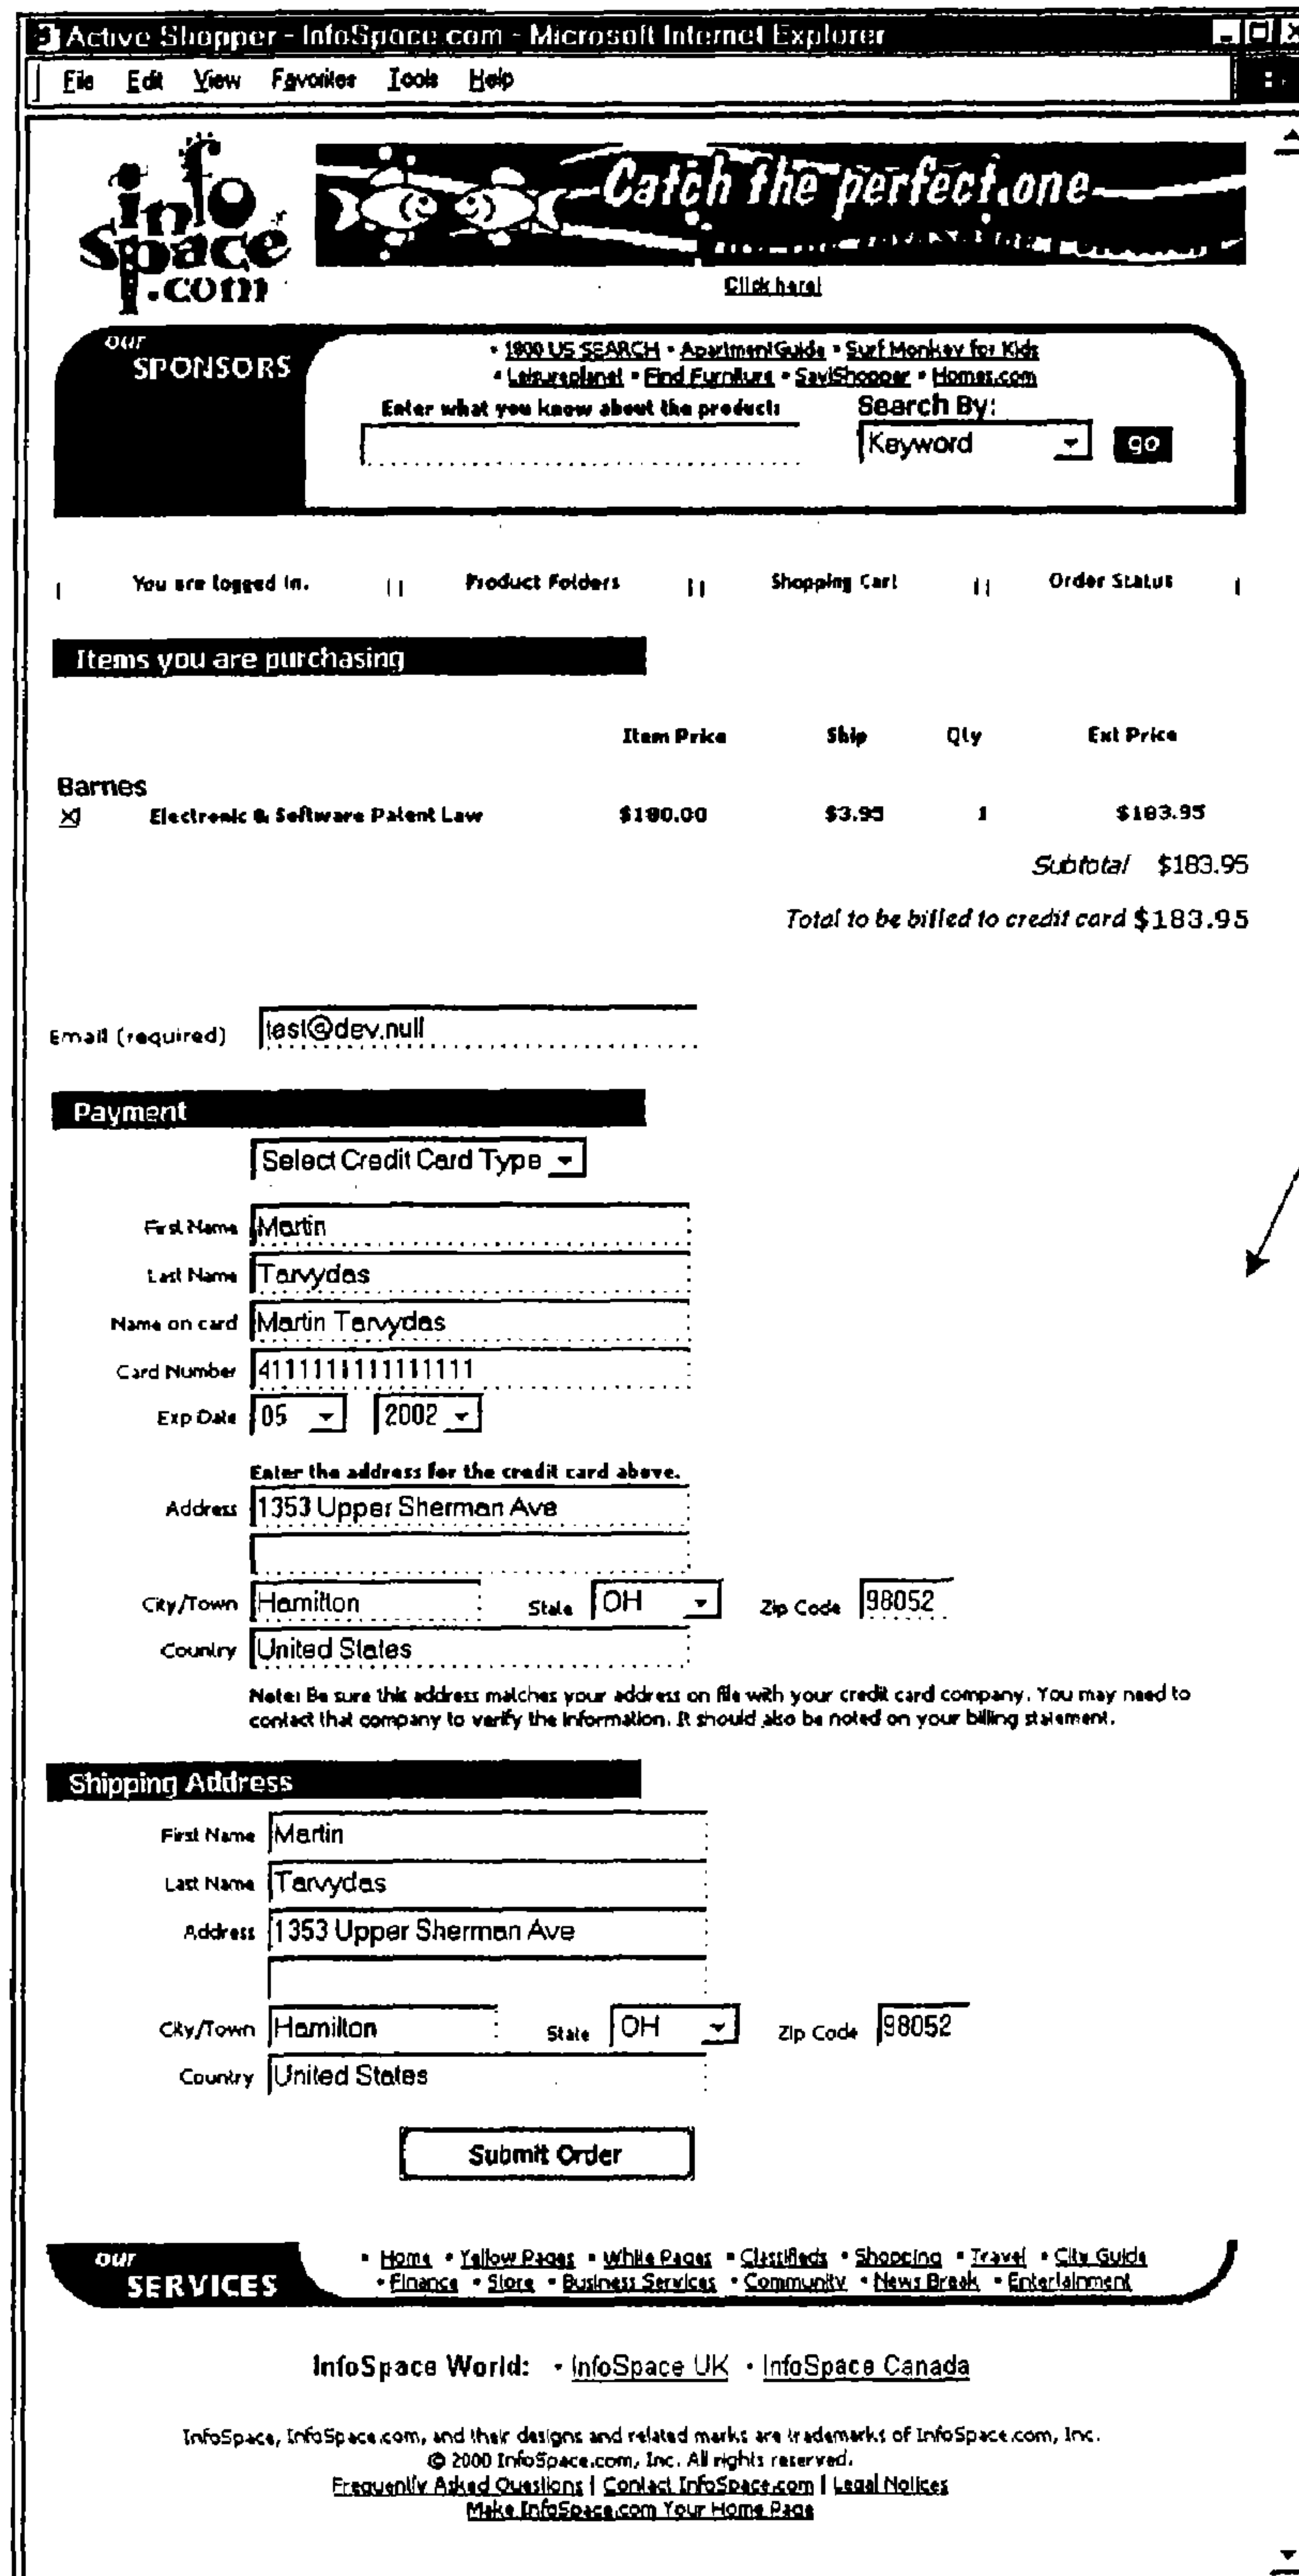 Active Shopper - InfoSpace.com - Microsoft Internet Explorer
File Edit View Favorites Tools Help
info
space
.com
Catch the perfect one
Click here!
our
SPONSORS
• 1800 US SEARCH • ApartmentGuide • Surf Monkey for Kids
• Leisureplanet • Find Furniture • SaviShopper • Homes.com
Enter what you know about the product:
Search By:
Keyword
go
You are logged in. Product Folders Shopping Cart Order Status
Items you are purchasing
Item Price Ship Qty Ext Price
Barnes
Electronic & Software Patent Law $180.00 $3.95 1 $183.95
Subtotal $183.95
Total to be billed to credit card $183.95
Email (required) test@dev.null
Payment
Select Credit Card Type
First Name Martin
Last Name Tarvydas
Name on card Martin Tarvydas
Card Number 4111111111111111
Exp Date 05 2002
Enter the address for the credit card above.
Address 1353 Upper Sherman Ave
City/Town Hamilton State OH Zip Code 98052
Country United States
Note: Be sure this address matches your address on file with your credit card company. You may need to
contact that company to verify the information. It should also be noted on your billing statement.
Shipping Address
First Name Martin
Last Name Tarvydas
Address 1353 Upper Sherman Ave
City/Town Hamilton State OH Zip Code 98052
Country United States
Submit Order
our
SERVICES
• Home • Yellow Pages • White Pages • Classifieds • Shopping • Travel • City Guide
• Finance • Store • Business Services • Community • News Break • Entertainment
InfoSpace World: • InfoSpace UK • InfoSpace Canada
InfoSpace, InfoSpace.com, and their designs and related marks are trademarks of InfoSpace.com, Inc.
© 2000 InfoSpace.com, Inc. All rights reserved.
Frequently Asked Questions | Contact InfoSpace.com | Legal Notices
Make InfoSpace.com Your Home Page